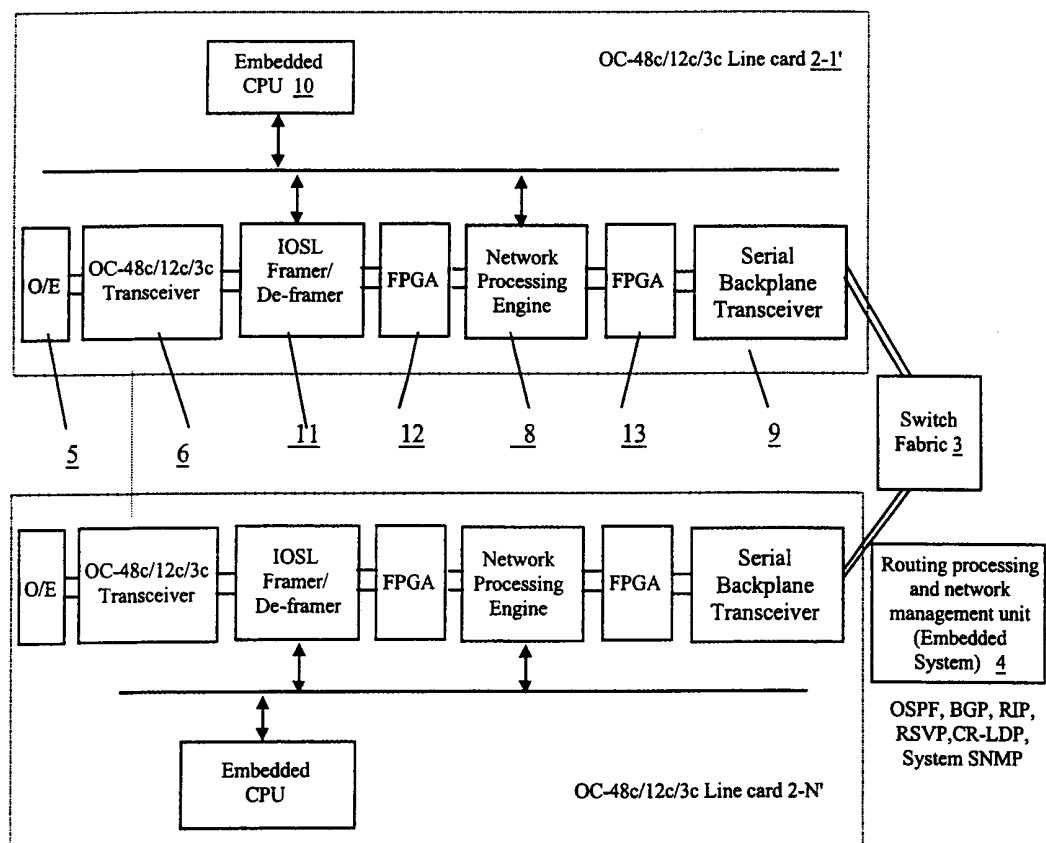 Embedded
CPU 10
OC-48c/12c/3c Line card 2-1'
O/E
OC-48c/12c/3c
Transceiver
IOSL
Framer/
De-framer
FPGA
Network
Processing
Engine
FPGA
Serial
Backplane
Transceiver
5
6
11
12
8
13
9
Switch
Fabric 3
O/E
OC-48c/12c/3c
Transceiver
IOSL
Framer/
De-framer
FPGA
Network
Processing
Engine
FPGA
Serial
Backplane
Transceiver
Routing processing
and network
management unit
(Embedded
System) 4
OSPF, BGP, RIP,
RSVP,CR-LDP,
System SNMP
Embedded
CPU
OC-48c/12c/3c Line card 2-N'